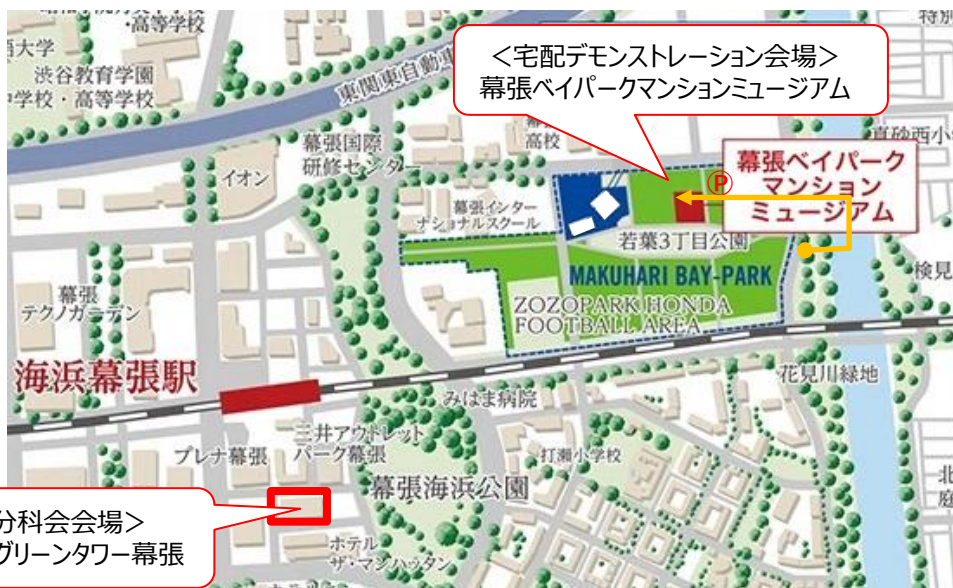 ・高等学校
大学
渋谷教育学園
中学校・高等学校
東関東自動車
特別
<宅配デモンストレーション会場>
幕張ベイパークマンションミュージアム
高校
真砂西小
幕張国際
研修センター
イオン
幕張ベイパーク
マンション
ミュージアム
P
幕張インター
ナショナルスクール
若葉3丁目公園
MAKUHARI BAY-PARK
検見
幕張
テクノガーデン
ZOZOPARK HONDA
FOOTBALL AREA
海浜幕張駅
花見川緑地
みはま病院
三井アウトレット
パーク幕張
プレナ幕張
打瀬小学校
幕張海浜公園
北
庭
分科会会場>
グリーンタワー幕張
ホテル
ザ・マンハッタン